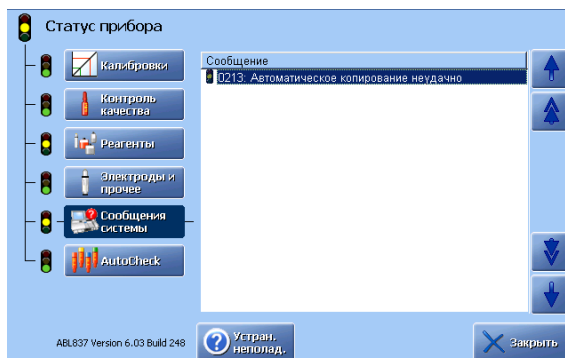 Статус прибора
Калибровки
Контроль
качества
Реагенты
Электроды и
прочее
Сообщения
системы
AutoCheck
Сообщение
0213: Автоматическое копирование неудачно
ABL837 Version 6.03 Build 248
Устран.
неполад.
Закрыть